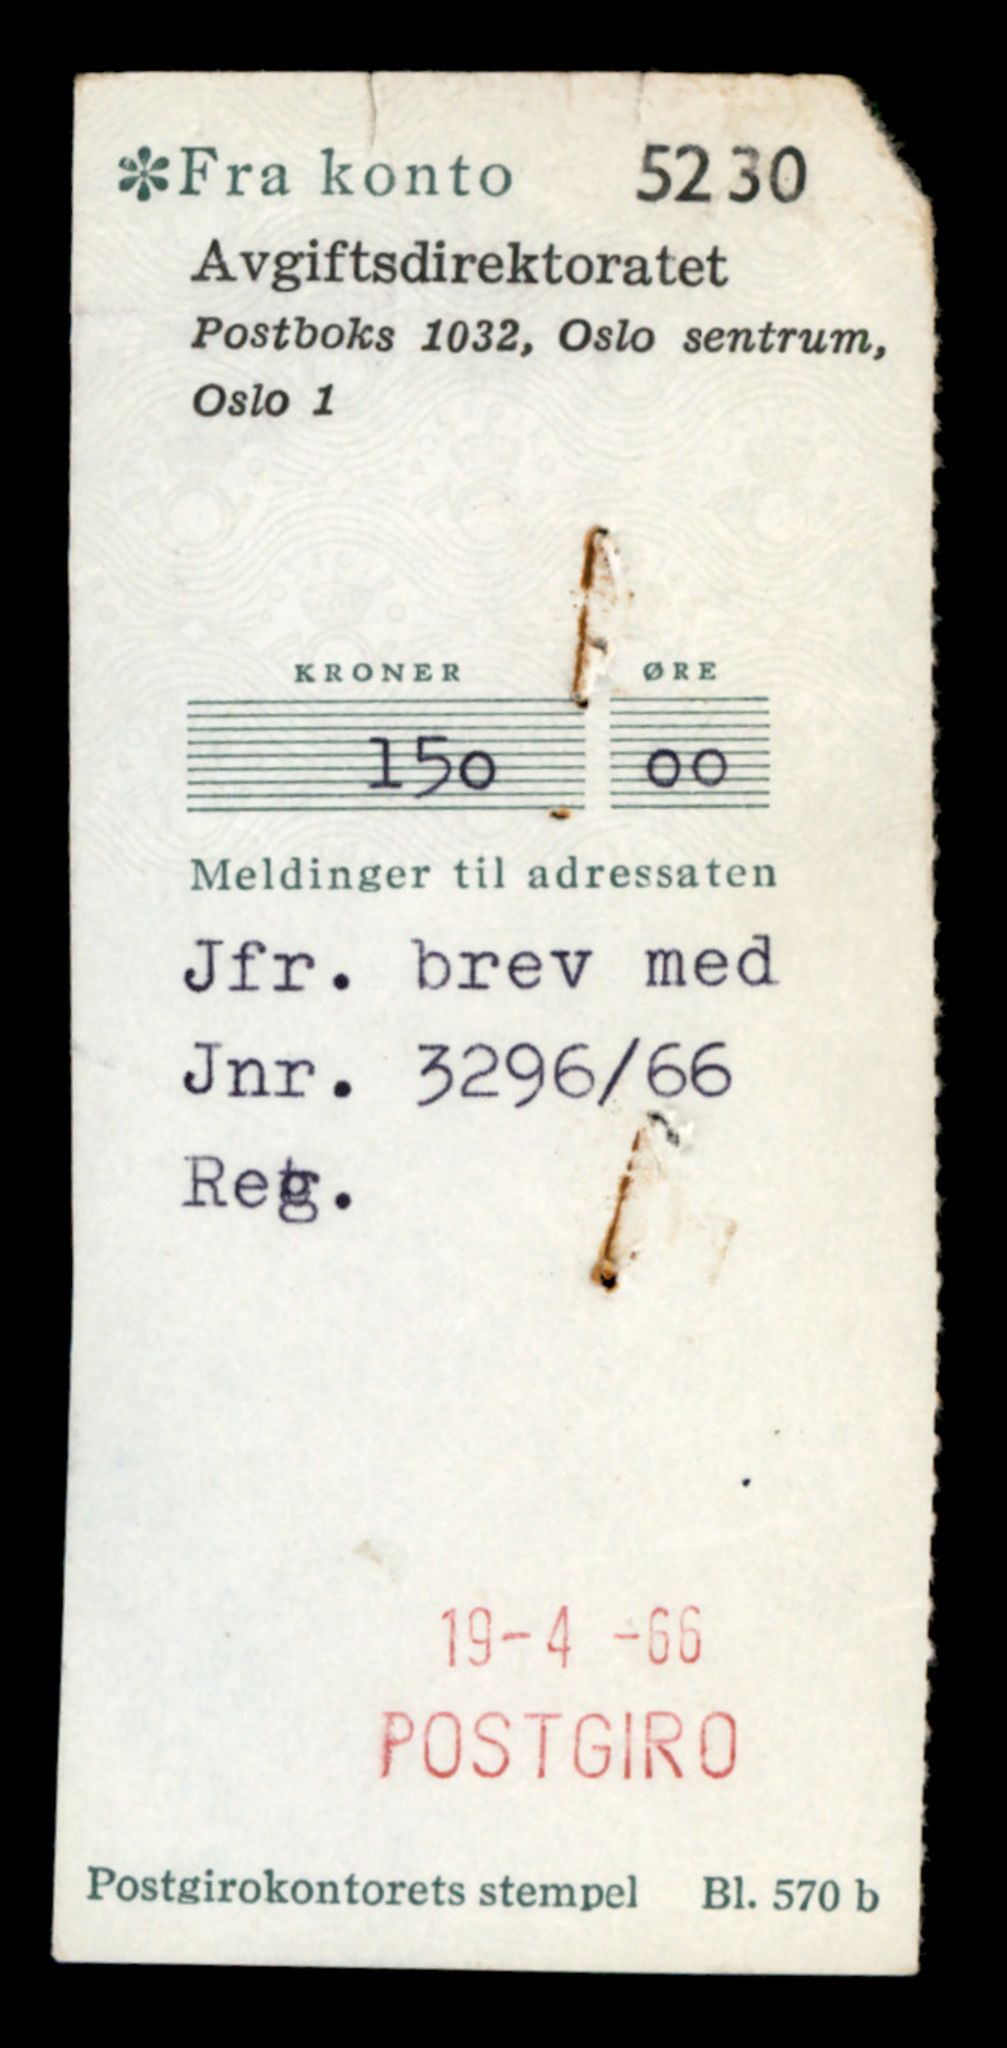 ✻Fra konto 5230
Avgiftsdirektoratet
Postboks 1032, Oslo sentrum,
Oslo 1
KRONER ØRE
150 00
Meldinger til adressaten
Jfr. brev med
Jnr. 3296/66
Reg.
19-4 -66
POSTGIRO
Postgirokontorets stempel Bl. 570 b